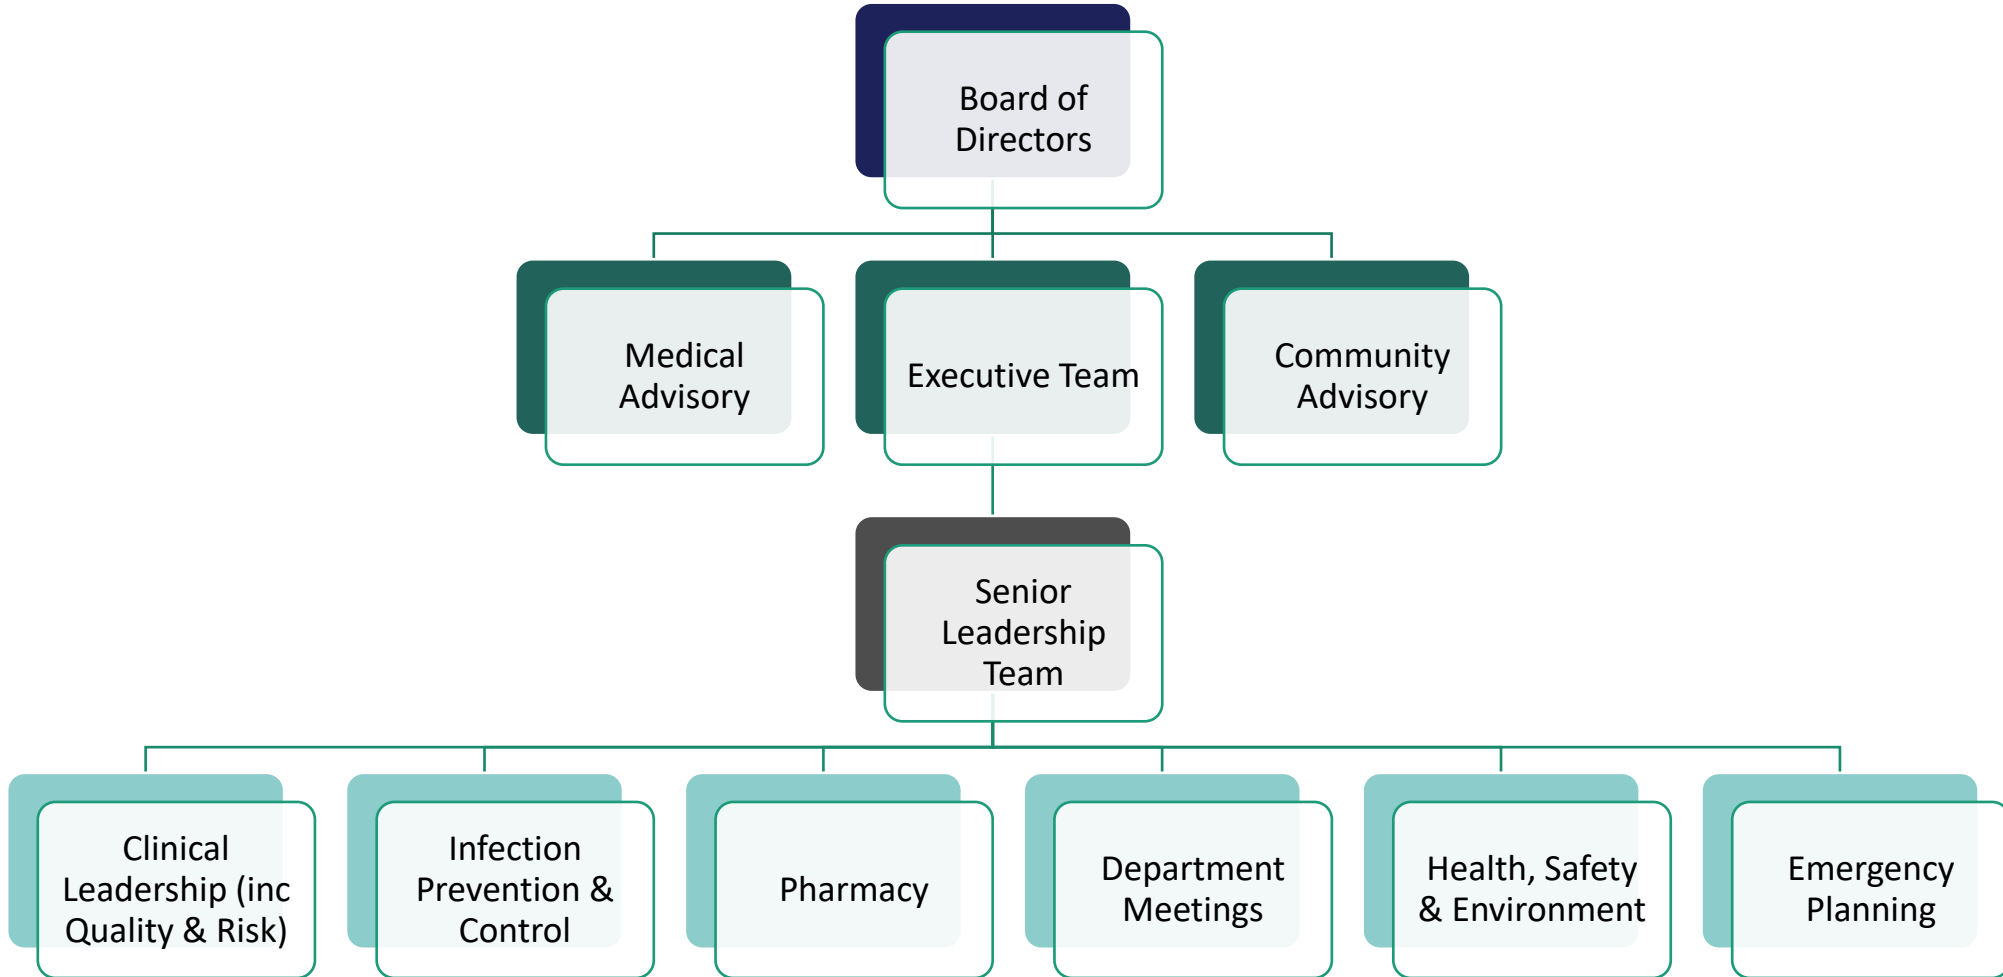 Board of
Directors
Medical
Advisory
Executive Team
Community
Advisory
Senior
Leadership
Team
Clinical
Leadership (inc
Quality & Risk)
Infection
Prevention &
Control
Pharmacy
Department
Meetings
Health, Safety
& Environment
Emergency
Planning